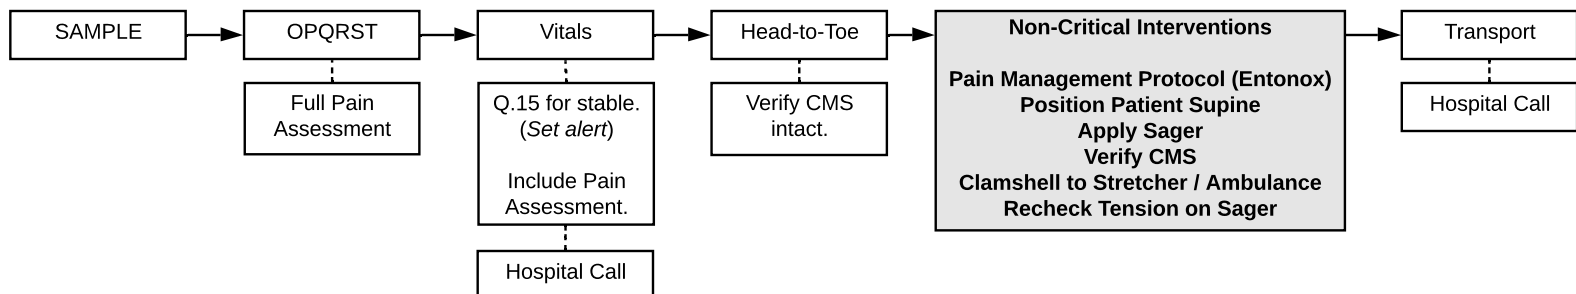 SAMPLE
OPQRST
Full Pain
Assessment
Vitals
Q.15 for stable.
(Set alert)
Include Pain
Assessment.
Hospital Call
Head-to-Toe
Verify CMS
intact.
Non-Critical Interventions
Pain Management Protocol (Entonox)
Position Patient Supine
Apply Sager
Verify CMS
Clamshell to Stretcher / Ambulance
Recheck Tension on Sager
Transport
Hospital Call